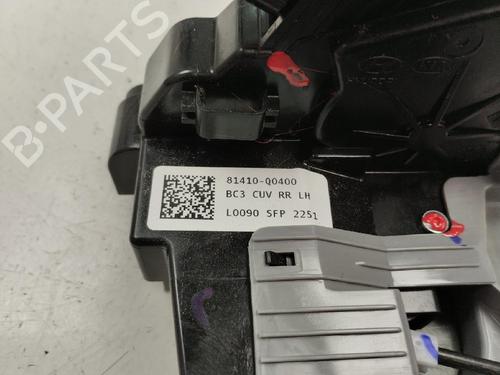 B-PARTS
81410-Q0400
BC3 CUV RR LH
L0090 SFP 2251